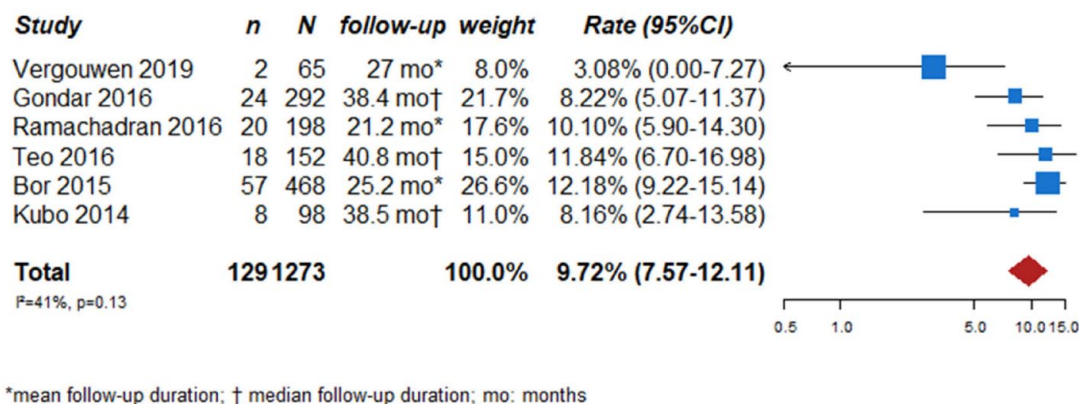 Study n N follow-up weight Rate (95%CI)
Vergouwen 2019 2 65 27 mo* 8.0% 3.08% (0.00-7.27)
Gondar 2016 24 292 38.4 mo† 21.7% 8.22% (5.07-11.37)
Ramachadran 2016 20 198 21.2 mo* 17.6% 10.10% (5.90-14.30)
Teo 2016 18 152 40.8 mo† 15.0% 11.84% (6.70-16.98)
Bor 2015 57 468 25.2 mo* 26.6% 12.18% (9.22-15.14)
Kubo 2014 8 98 38.5 mo† 11.0% 8.16% (2.74-13.58)
Total 129 1273 100.0% 9.72% (7.57-12.11)
I²=41%, p=0.13
0.5 1.0 5.0 10.0 15.0
*mean follow-up duration; † median follow-up duration; mo: months